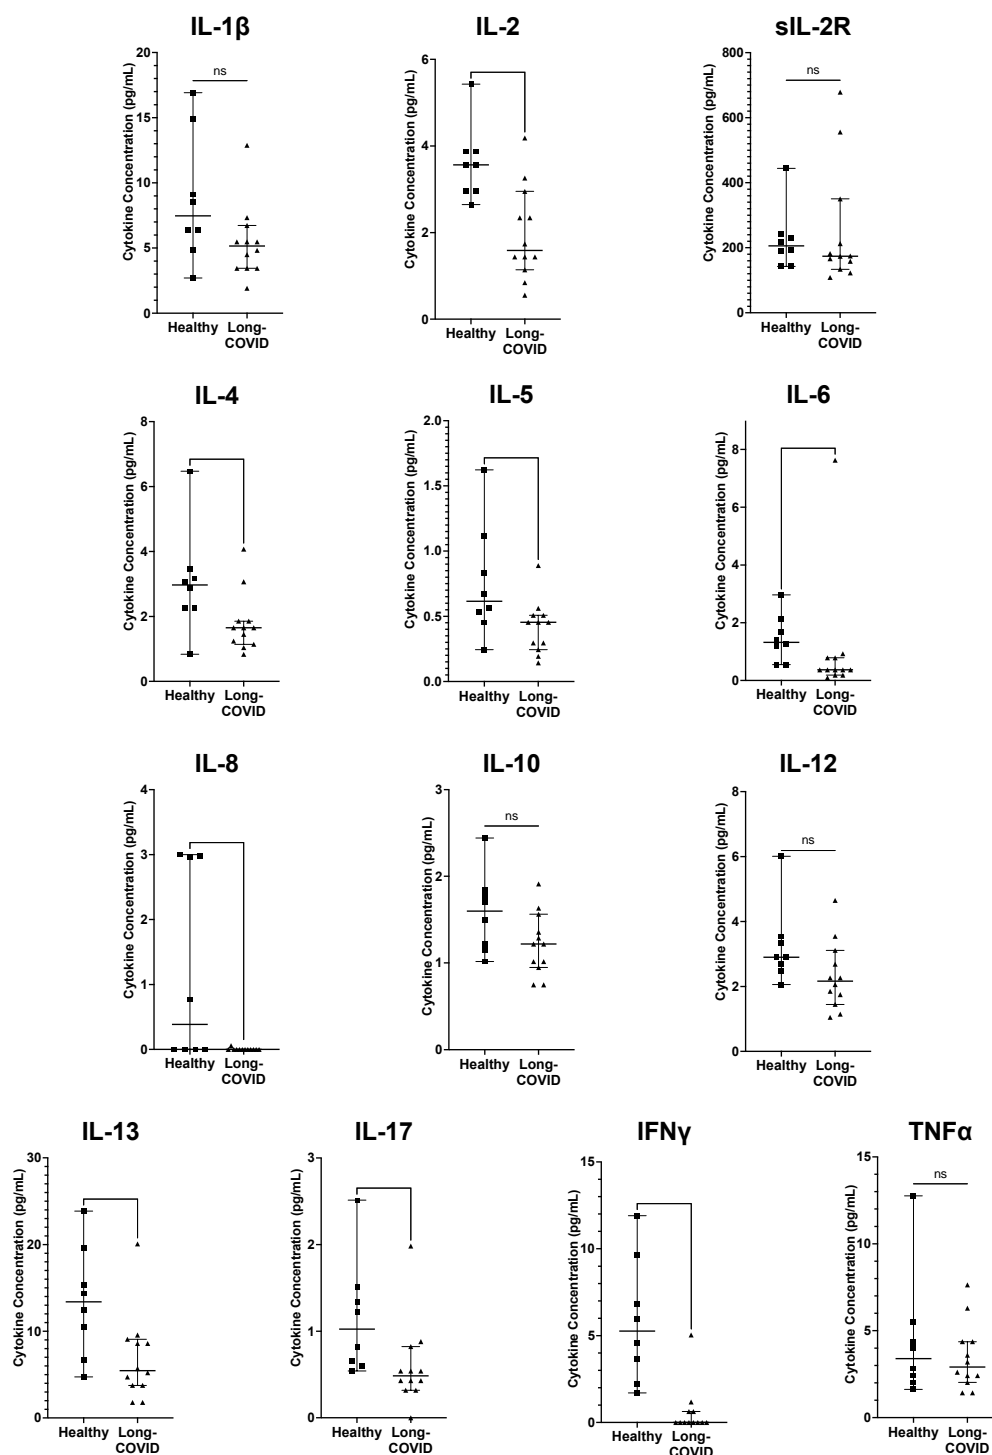 IL-1β
Cytokine Concentration (pg/mL)
20
15
10
5
0
ns
Healthy
Long-
COVID
IL-2
Cytokine Concentration (pg/mL)
6
4
2
0
Healthy
Long-
COVID
sIL-2R
Cytokine Concentration (pg/mL)
800
600
400
200
0
ns
Healthy
Long-
COVID
IL-4
Cytokine Concentration (pg/mL)
8
6
4
2
0
Healthy
Long-
COVID
IL-5
Cytokine Concentration (pg/mL)
2.0
1.5
1.0
0.5
0.0
Healthy
Long-
COVID
IL-6
Cytokine Concentration (pg/mL)
8
6
4
2
0
Healthy
Long-
COVID
IL-8
Cytokine Concentration (pg/mL)
4
3
2
1
0
Healthy
Long-
COVID
IL-10
Cytokine Concentration (pg/mL)
3
2
1
0
ns
Healthy
Long-
COVID
IL-12
Cytokine Concentration (pg/mL)
8
6
4
2
0
ns
Healthy
Long-
COVID
IL-13
Cytokine Concentration (pg/mL)
30
20
10
0
Healthy
Long-
COVID
IL-17
Cytokine Concentration (pg/mL)
3
2
1
0
Healthy
Long-
COVID
IFNγ
Cytokine Concentration (pg/mL)
15
10
5
0
Healthy
Long-
COVID
TNFα
Cytokine Concentration (pg/mL)
15
10
5
0
ns
Healthy
Long-
COVID